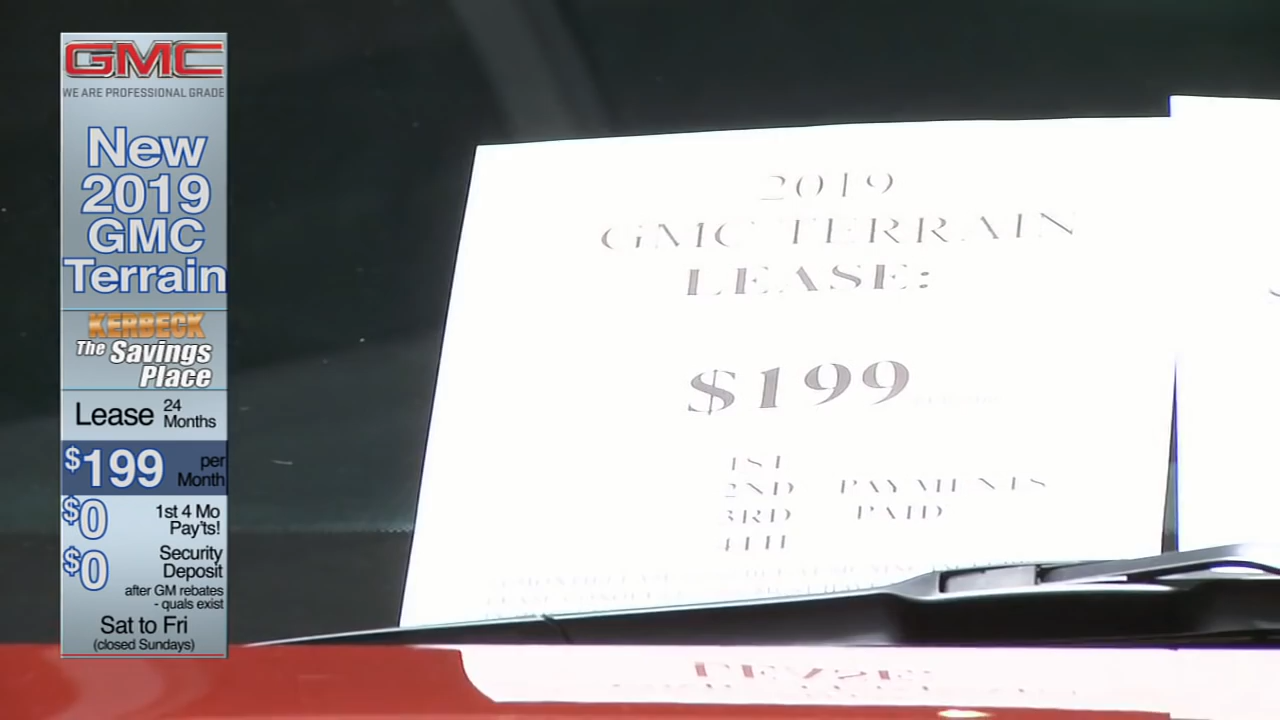 GMC
WE ARE PROFESSIONAL GRADE
New
2019
GMC
Terrain
KERBECK
The Savings
Place
Lease 24 Months
$199 per Month
$0 1st 4 Mo Pay'ts!
$0 Security Deposit
after GM rebates
- quals exist
Sat to Fri
(closed Sundays)
2019
GMC TERRAIN
LEASE:
$199
1ST
2ND PAYMENTS
3RD PAID
4TH